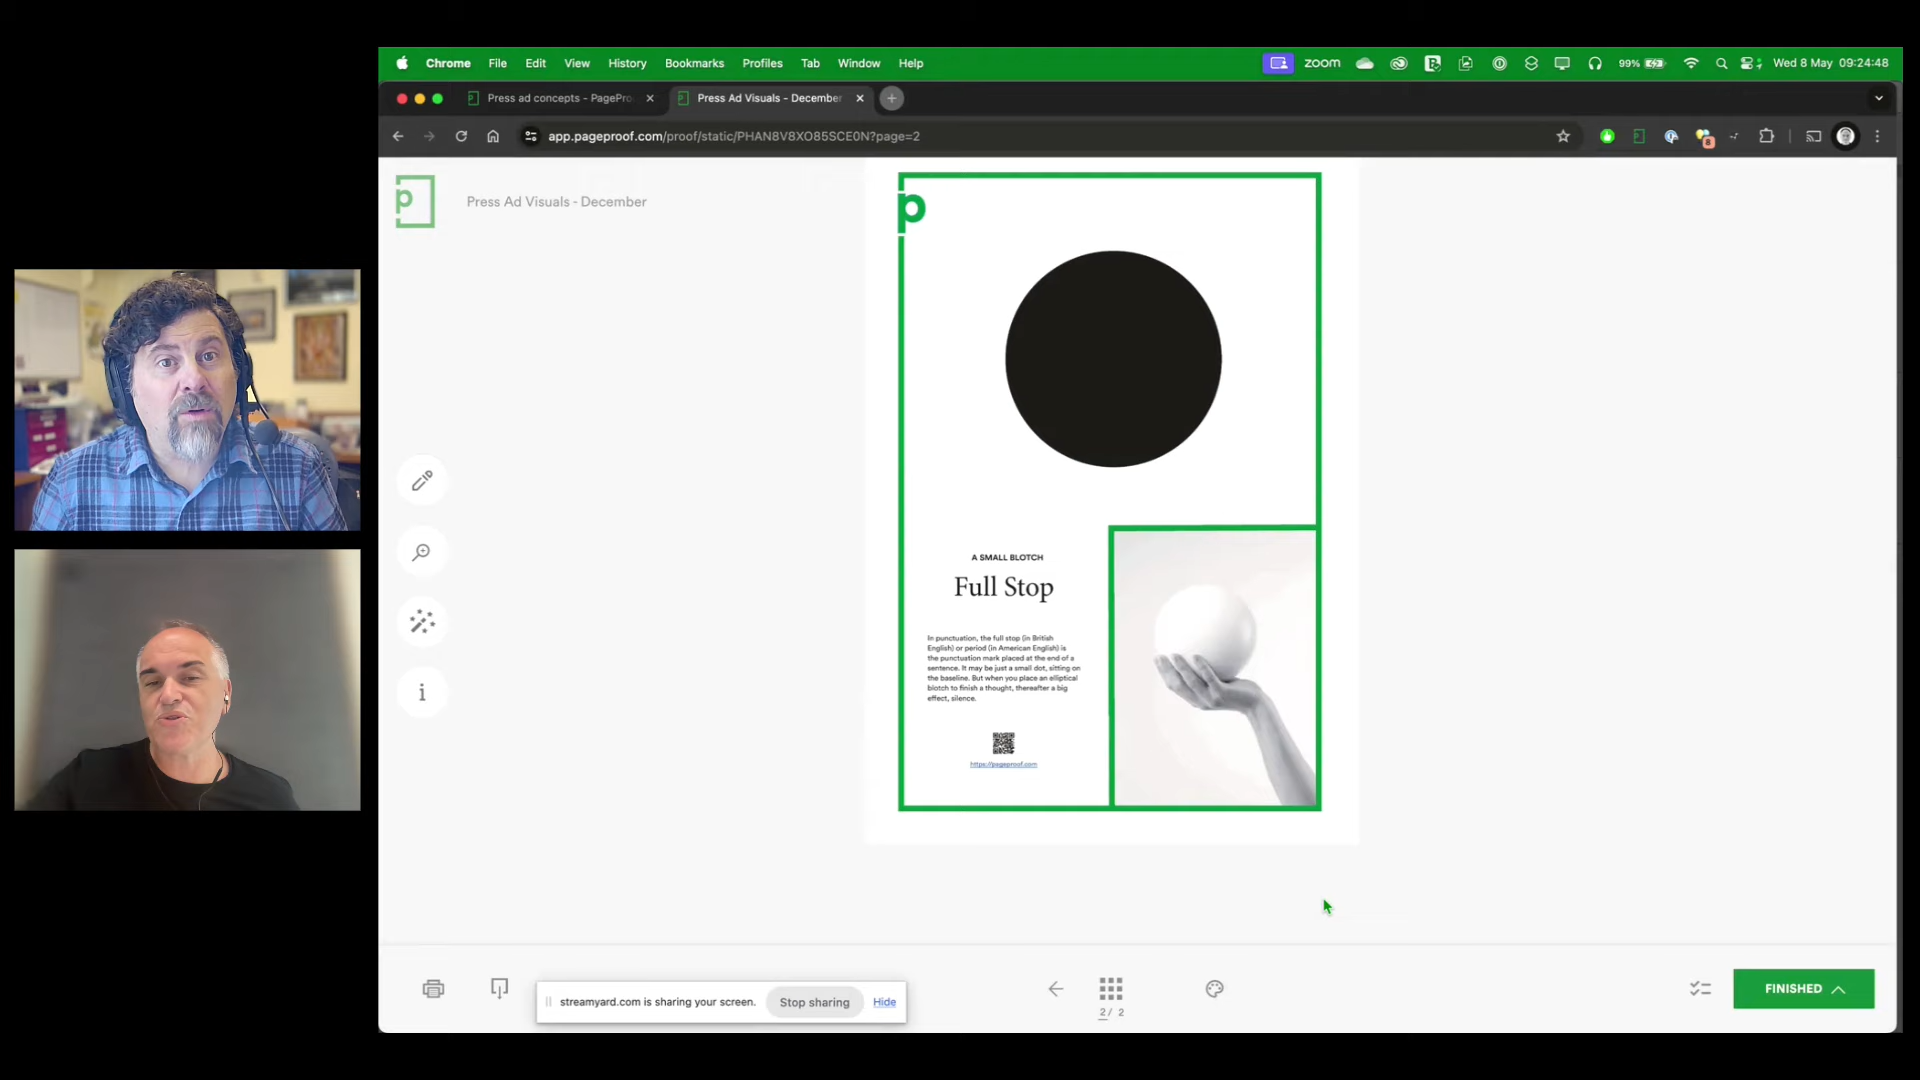 Chrome File Edit View History Bookmarks Profiles Tab Window Help
zoom 99% Wed 8 May 09:24:48
Press ad concepts - PagePro
Press Ad Visuals - December
app.pageproof.com/proof/static/PHAN8V8XO85SCE0N?page=2
8
p
Press Ad Visuals - December
p
A SMALL BLOTCH
Full Stop
In punctuation, the full stop (in British
English) or period (in American English) is
the punctuation mark placed at the end of a
sentence. It may be just a small dot, sitting on
the baseline. But when you place an elliptical
blotch to finish a thought, thereafter a big
effect, silence.
https://pageproof.com
i
streamyard.com is sharing your screen. Stop sharing Hide
2 / 2
FINISHED